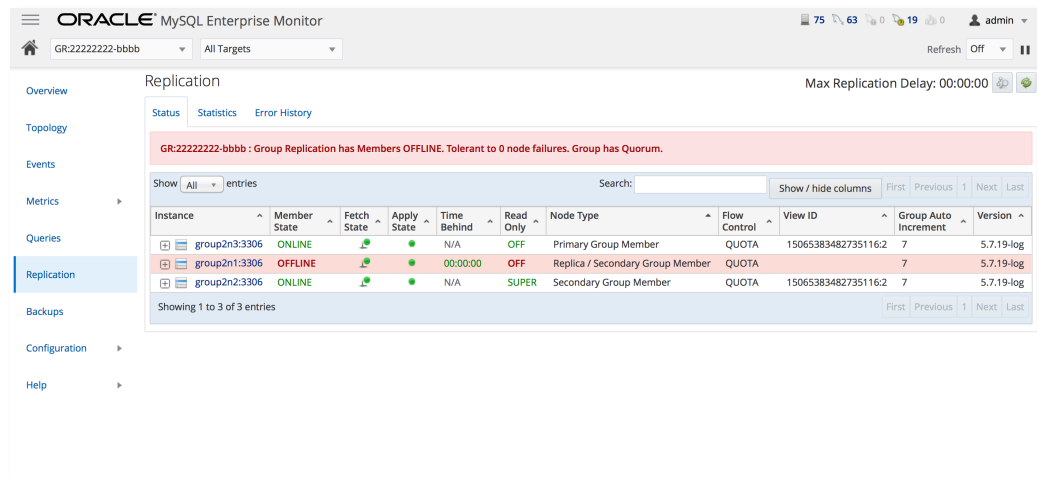 ORACLE MySQL Enterprise Monitor 75 63 0 19 0 admin
GR:22222222-bbbb All Targets Refresh Off
Overview
Topology
Events
Metrics
Queries
Replication
Backups
Configuration
Help
Replication Max Replication Delay: 00:00:00
Status Statistics Error History
GR:22222222-bbbb : Group Replication has Members OFFLINE. Tolerant to 0 node failures. Group has Quorum.
Show All entries Search: Show / hide columns First Previous 1 Next Last
Instance Member State Fetch State Apply State Time Behind Read Only Node Type Flow Control View ID Group Auto Increment Version
group2n3:3306 ONLINE N/A OFF Primary Group Member QUOTA 15065383482735116:2 7 5.7.19-log
group2n1:3306 OFFLINE 00:00:00 OFF Replica / Secondary Group Member QUOTA 7 5.7.19-log
group2n2:3306 ONLINE N/A SUPER Secondary Group Member QUOTA 15065383482735116:2 7 5.7.19-log
Showing 1 to 3 of 3 entries First Previous 1 Next Last